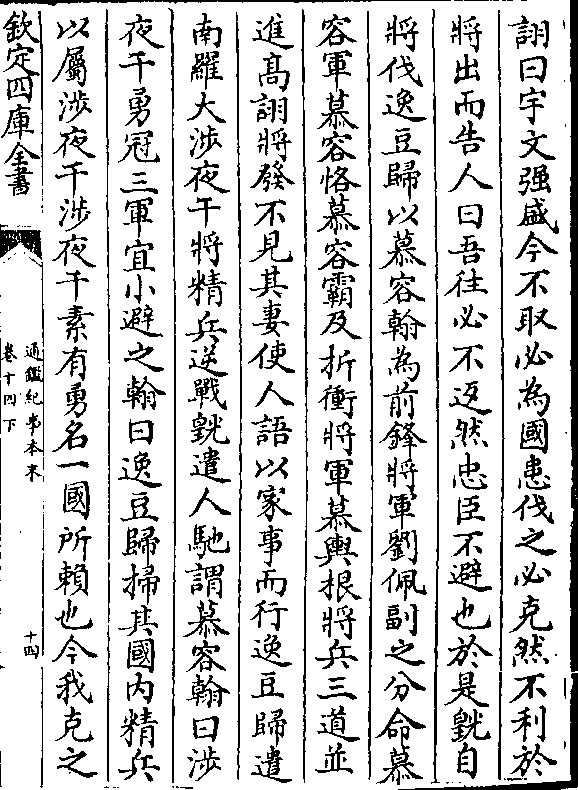 詡曰宇文强盛今不取必為國患伐之必克然不利於
將出而告人曰吾往必不返然忠臣不避也於是皝自
將伐逸豆歸以慕容翰為前鋒將軍劉佩副之分命慕
容軍慕容恪慕容霸及折衝將軍慕輿根將兵三道並
進高詡將發不見其妻使人語以家事而行逸豆歸遣
南羅大涉夜干將精兵逆戰皝遣人馳謂慕容翰曰涉
夜干勇冠三軍宜小避之翰曰逸豆歸掃其國内精兵
以屬涉夜干涉夜干素有勇名一國所賴也今我克之
欽定四庫全書
通鑑紀事本末
卷十四下
十四